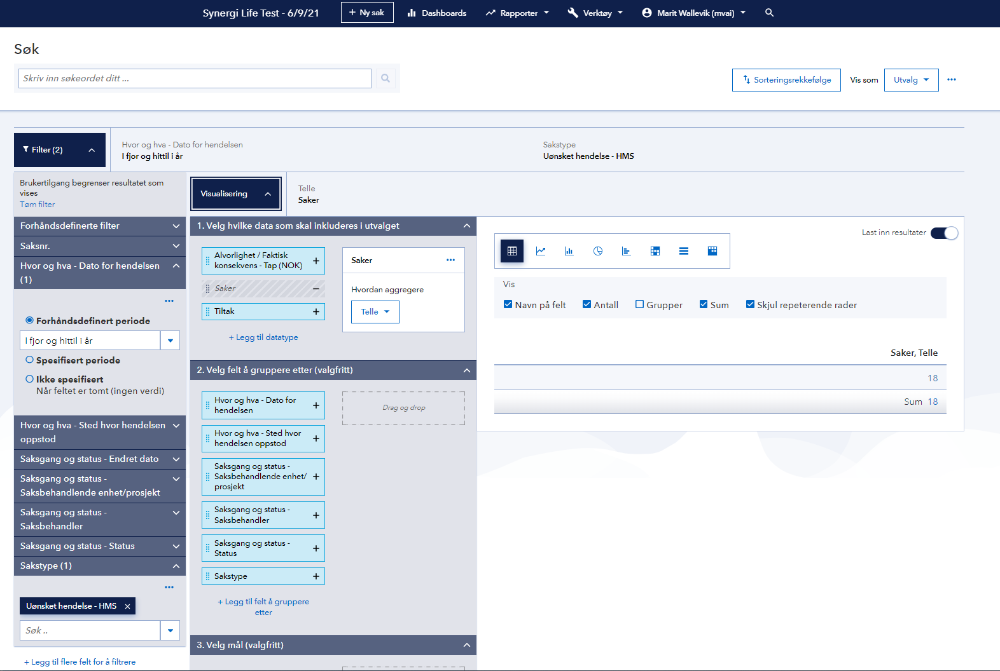 Synergi Life Test - 6/9/21
+ Ny sak
Dashboards
Rapporter
Verktøy
Marit Wallevik (mvai)
Søk
Skriv inn søkeordet ditt ...
Sorteringsrekkefølge
Vis som
Utvalg
Filter (2)
Hvor og hva - Dato for hendelsen
I fjor og hittil i år
Sakstype
Uønsket hendelse - HMS
Brukertilgang begrenser resultatet som
vises
Tøm filter
Forhåndsdefinerte filter
Saksnr.
Hvor og hva - Dato for hendelsen
(1)
Forhåndsdefinert periode
I fjor og hittil i år
Spesifisert periode
Ikke spesifisert
Når feltet er tomt (ingen verdi)
Hvor og hva - Sted hvor hendelsen
oppstod
Saksgang og status - Endret dato
Saksgang og status -
Saksbehandlende enhet/prosjekt
Saksgang og status -
Saksbehandler
Saksgang og status - Status
Sakstype (1)
Uønsket hendelse - HMS ×
Søk ..
+ Legg til flere felt for å filtrere
Visualisering
Telle
Saker
1. Velg hvilke data som skal inkluderes i utvalget
Alvorlighet / Faktisk
konsekvens - Tap (NOK)
Saker
Tiltak
+ Legg til datatype
Saker
Hvordan aggregere
Telle
2. Velg felt å gruppere etter (valgfritt)
Hvor og hva - Dato for
hendelsen
Hvor og hva - Sted hvor
hendelsen oppstod
Saksgang og status -
Saksbehandlende enhet/
prosjekt
Saksgang og status -
Saksbehandler
Saksgang og status -
Status
Sakstype
+ Legg til felt å gruppere
etter
Drag og drop
3. Velg mål (valgfritt)
Last inn resultater
Vis
Navn på felt
Antall
Grupper
Sum
Skjul repeterende rader
Saker, Telle
18
Sum 18